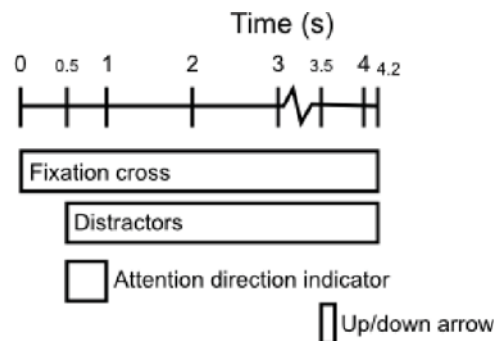 Time (s)
0 0.5 1 2 3 3.5 4 4.2
Fixation cross
Distractors
Attention direction indicator
Up/down arrow